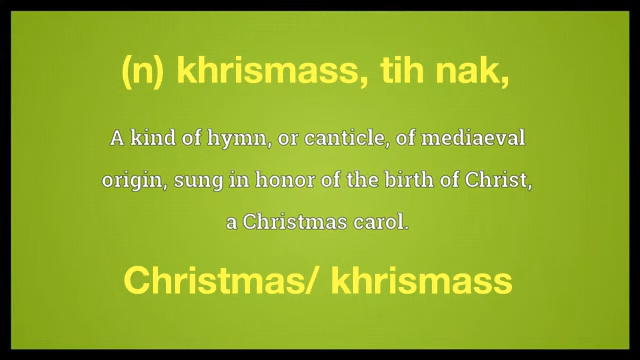 (n) khrismass, tih nak,
A kind of hymn, or canticle, of mediaeval
origin, sung in honor of the birth of Christ,
a Christmas carol.
Christmas/ khrismass